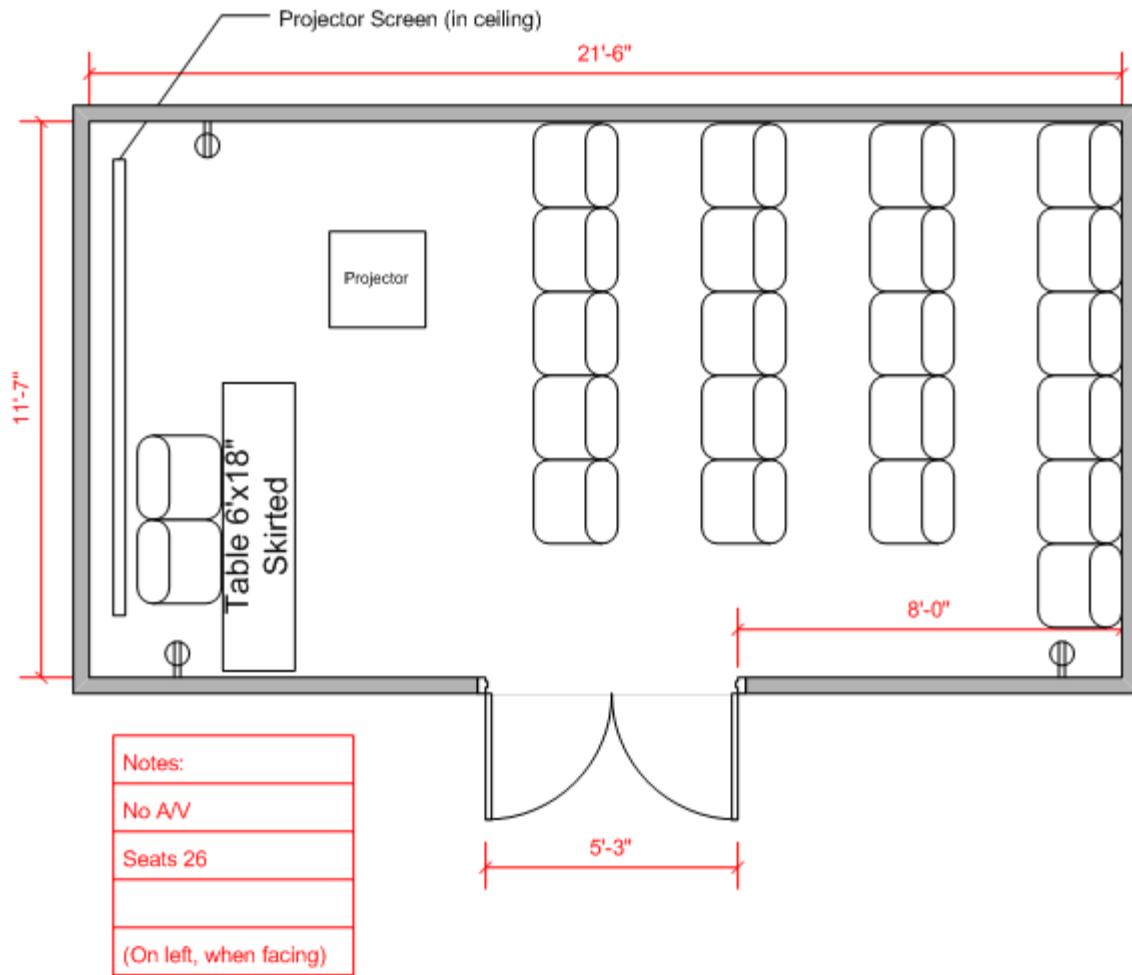 Projector Screen (in ceiling)
21'-6"
11'-7"
Projector
Table 6'x18"
Skirted
8'-0"
5'-3"
Notes:
No A/V
Seats 26
(On left, when facing)